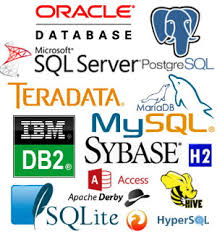 ORACLE
DATABASE
Microsoft
SQL Server
PostgreSQL
TERADATA
MariaDB
IBM
DB2
MySQL
SYBASE
H2
Access
Apache Derby
HIVE
SQLite
HyperSQL